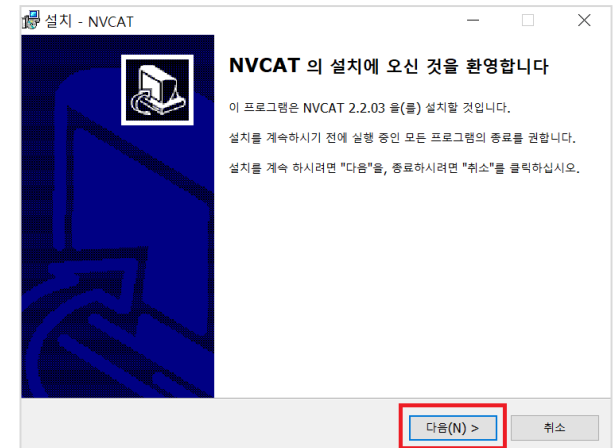 설치 - NVCAT
NVCAT 의 설치에 오신 것을 환영합니다
이 프로그램은 NVCAT 2.2.03 을(를) 설치할 것입니다.
설치를 계속하시기 전에 실행 중인 모든 프로그램의 종료를 권합니다.
설치를 계속 하시려면 "다음"을, 종료하시려면 "취소"를 클릭하십시오.
다음(N) >
취소